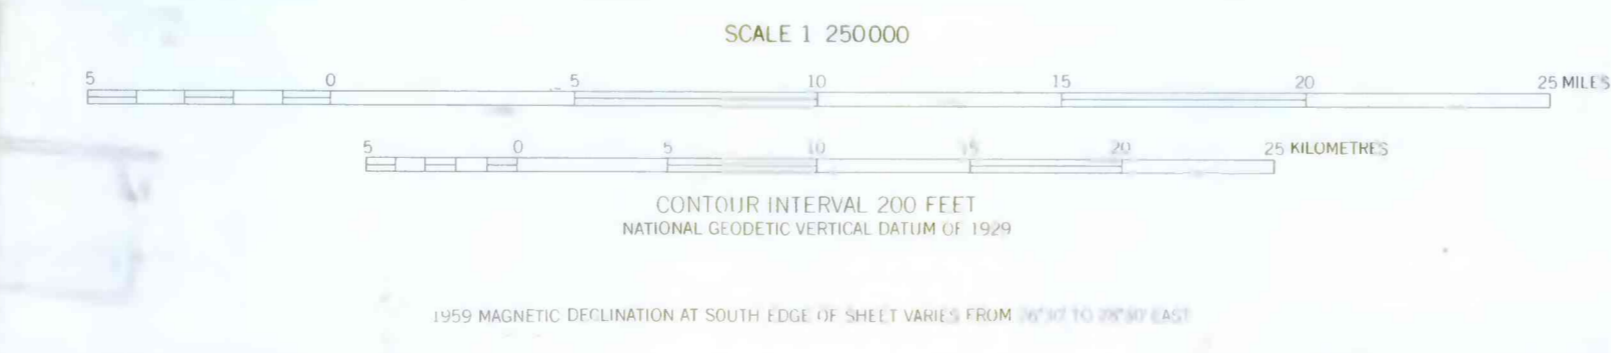 SCALE 1 250000
5 0 5 10 15 20 25 MILES
5 0 5 10 15 20 25 KILOMETRES
CONTOUR INTERVAL 200 FEET
NATIONAL GEODETIC VERTICAL DATUM OF 1929
1959 MAGNETIC DECLINATION AT SOUTH EDGE OF SHEET VARIES FROM TO EAST